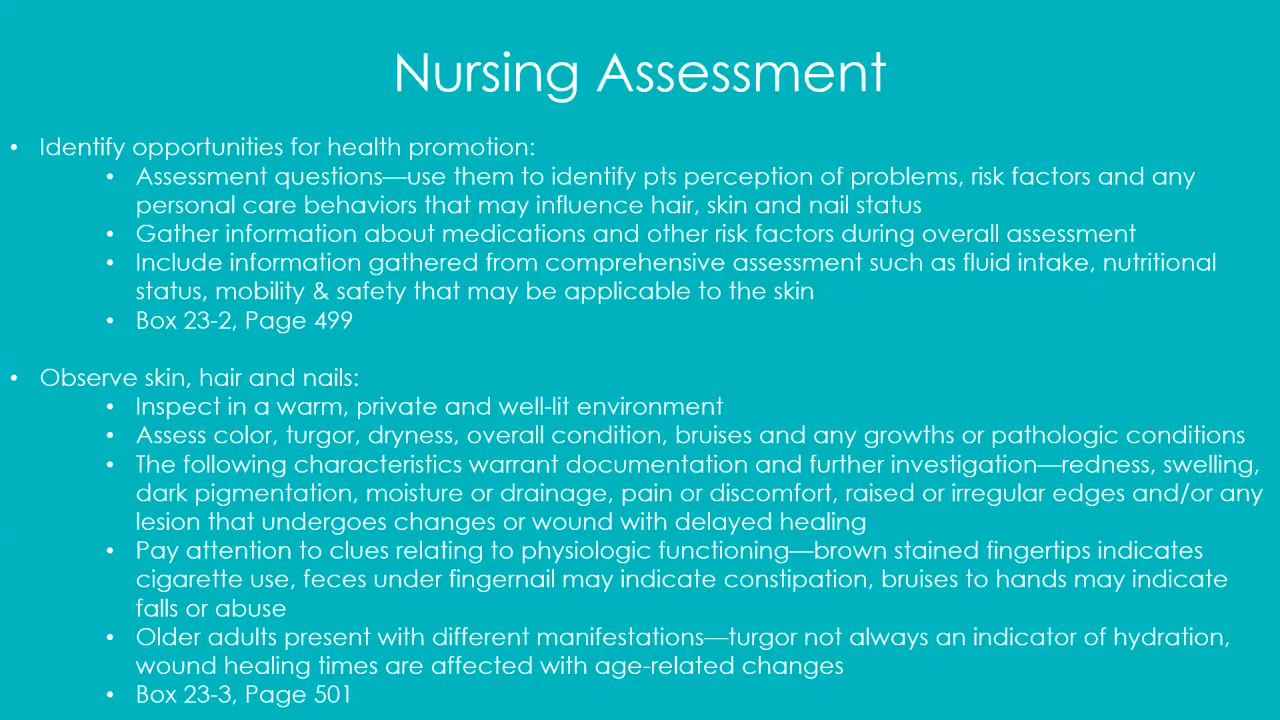 Nursing Assessment
• Identify opportunities for health promotion:
• Assessment questions—use them to identify pts perception of problems, risk factors and any
personal care behaviors that may influence hair, skin and nail status
• Gather information about medications and other risk factors during overall assessment
• Include information gathered from comprehensive assessment such as fluid intake, nutritional
status, mobility & safety that may be applicable to the skin
• Box 23-2, Page 499
• Observe skin, hair and nails:
• Inspect in a warm, private and well-lit environment
• Assess color, turgor, dryness, overall condition, bruises and any growths or pathologic conditions
• The following characteristics warrant documentation and further investigation—redness, swelling,
dark pigmentation, moisture or drainage, pain or discomfort, raised or irregular edges and/or any
lesion that undergoes changes or wound with delayed healing
• Pay attention to clues relating to physiologic functioning—brown stained fingertips indicates
cigarette use, feces under fingernail may indicate constipation, bruises to hands may indicate
falls or abuse
• Older adults present with different manifestations—turgor not always an indicator of hydration,
wound healing times are affected with age-related changes
• Box 23-3, Page 501